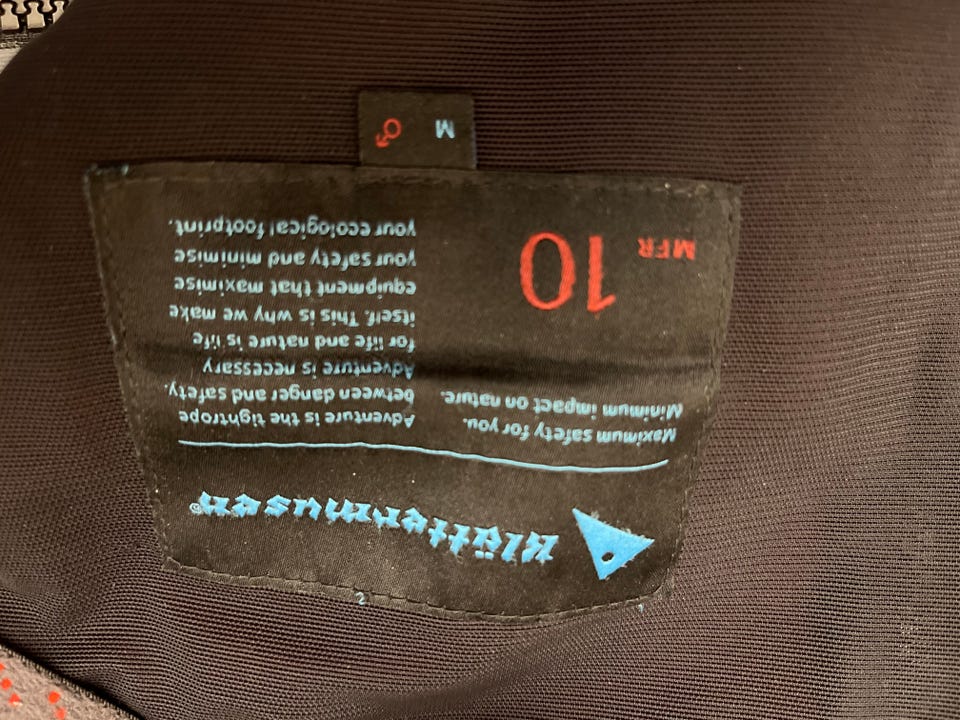 Klättermusen®
Maximum safety for you.
Minimum impact on nature.
MFR 10
Adventure is the tightrope
between danger and safety.
Adventure is necessary
for life and nature is life
itself. This is why we make
equipment that maximise
your safety and minimise
your ecological footprint.
M ♂